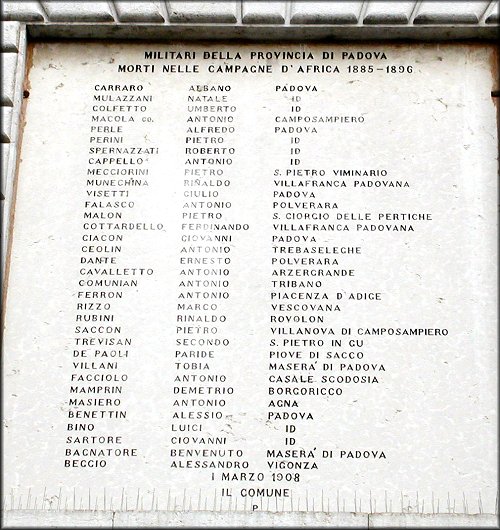 MILITARI DELLA PROVINCIA DI PADOVA
MORTI NELLE CAMPAGNE D'AFRICA 1885-1896
CARRARO ALBANO PADOVA
MULAZZANI NATALE ID
COLFETTO UMBERTO ID
MACOLA CO. ANTONIO CAMPOSAMPIERO
PERLE ALFREDO PADOVA
PERINI PIETRO ID
SPERNAZZATI ROBERTO ID
CAPPELLO ANTONIO ID
MECCIORINI PIETRO S. PIETRO VIMINARIO
MUNECHINA RINALDO VILLAFRANCA PADOVANA
VISETTI GIULIO PADOVA
FALASCO ANTONIO POLVERARA
MALON PIETRO S. GIORGIO DELLE PERTICHE
COTTARDELLO FERDINANDO VILLAFRANCA PADOVANA
GIACON GIOVANNI PADOVA
CEOLIN ANTONIO TREBASELEGHE
DANTE ERNESTO POLVERARA
CAVALLETTO ANTONIO ARZERGRANDE
COMUNIAN ANTONIO TRIBANO
FERRON ANTONIO PIACENZA D'ADIGE
RIZZO MARCO VESCOVANA
RUBINI RINALDO ROVOLON
SACCON PIETRO VILLANOVA DI CAMPOSAMPIERO
TREVISAN SECONDO S. PIETRO IN GU
DE PAOLI PARIDE PIOVE DI SACCO
VILLANI TOBIA MASERA' DI PADOVA
FACCIOLO ANTONIO CASALE SCODOSIA
MAMPRIN DEMETRIO BORGORICCO
MASIERO ANTONIO AGNA
BENETTIN ALESSIO PADOVA
BINO LUIGI ID
SARTORE GIOVANNI ID
BAGNATORE BENVENUTO MASERA' DI PADOVA
BEGGIO ALESSANDRO VIGONZA
1 MARZO 1908
IL COMUNE
P